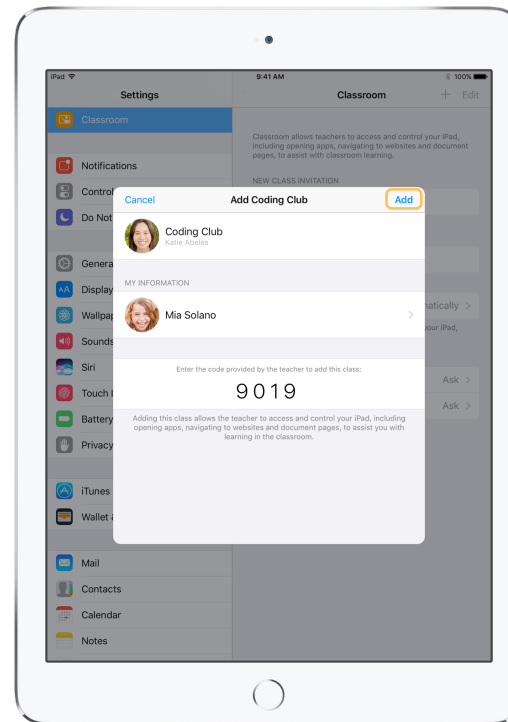 iPad 9:41 AM 100%
Settings
Classroom
+ Edit
Classroom
Classroom allows teachers to access and control your iPad,
including opening apps, navigating to websites and document
pages, to assist with classroom learning.
Notifications
NEW CLASS INVITATION
Control
Cancel
Add Coding Club
Add
Do Not
Coding Club
Katie Abeles
Genera
MY INFORMATION
Display
Mia Solano
natically
Wallpap
your iPad,
Sounds
Siri
Enter the code provided by the teacher to add this class:
Ask
9019
Touch I
Ask
Battery
Adding this class allows the teacher to access and control your iPad, including
opening apps, navigating to websites and document pages, to assist you with
learning in the classroom.
Privacy
iTunes
Wallet &
Mail
Contacts
Calendar
Notes